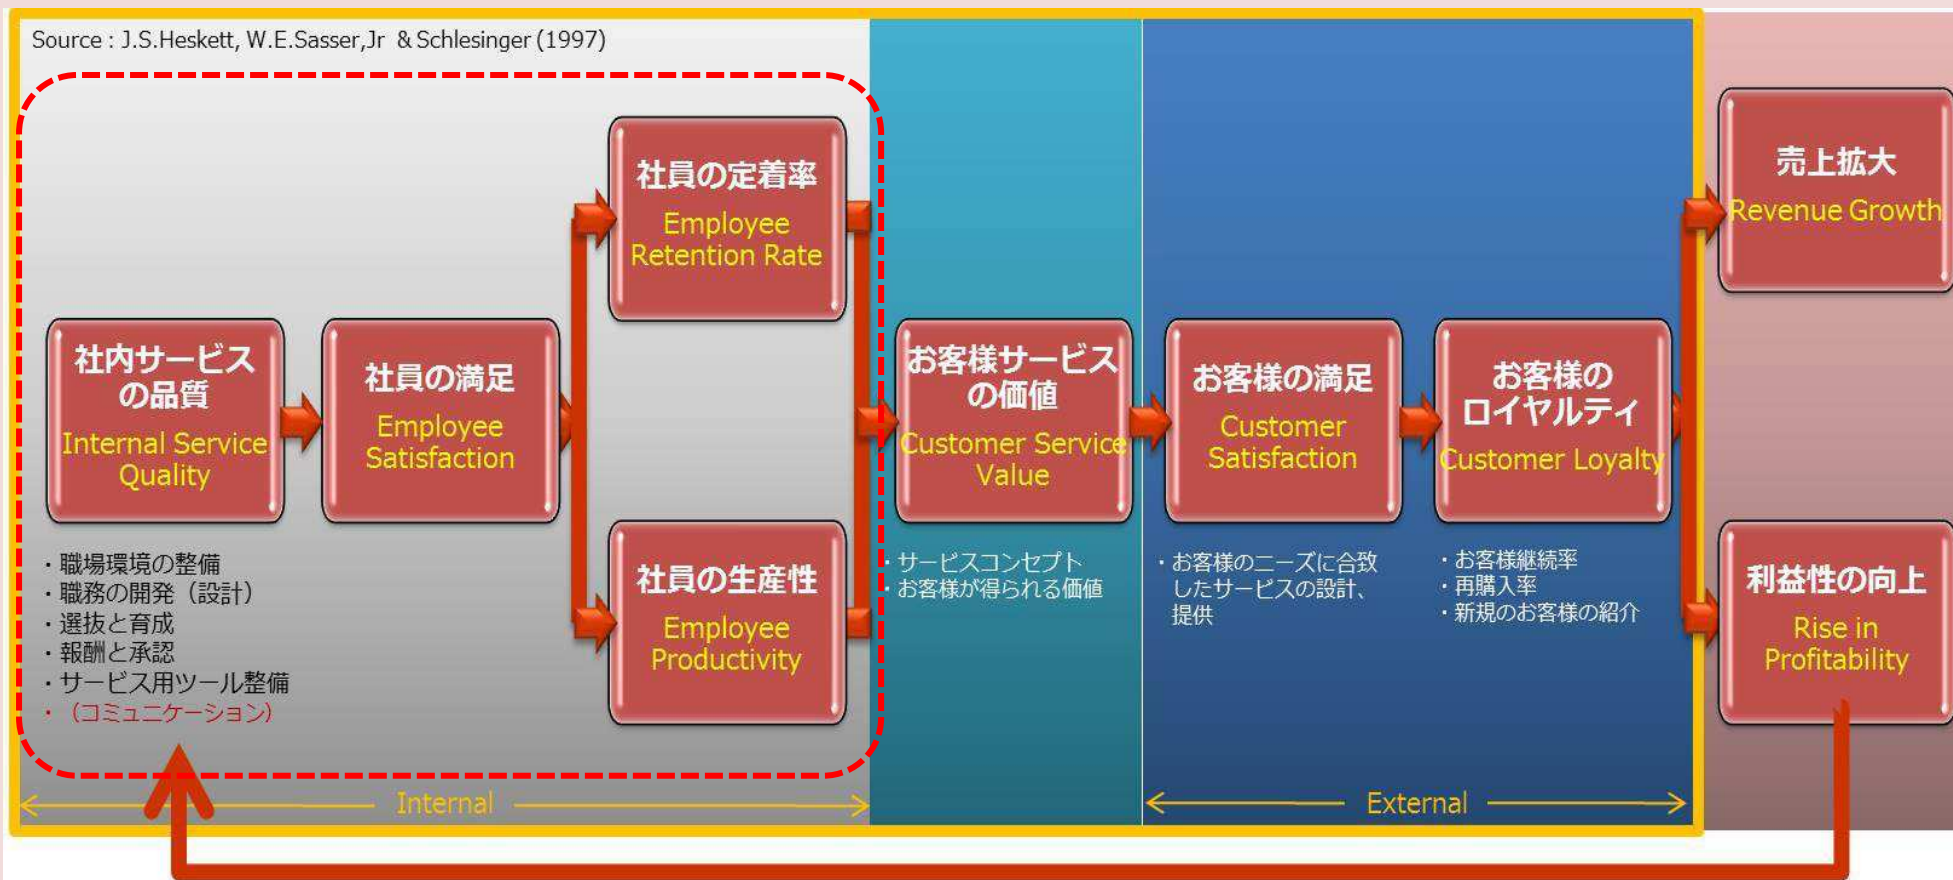 Source : J.S.Heskett, W.E.Sasser,Jr & Schlesinger (1997)
社内サービス
の品質
Internal Service
Quality
・職場環境の整備
・職務の開発（設計）
・選抜と育成
・報酬と承認
・サービス用ツール整備
・（コミュニケーション）
社員の満足
Employee
Satisfaction
社員の定着率
Employee
Retention Rate
社員の生産性
Employee
Productivity
お客様サービス
の価値
Customer Service
Value
・サービスコンセプト
・お客様が得られる価値
お客様の満足
Customer
Satisfaction
・お客様のニーズに合致
したサービスの設計、
提供
お客様の
ロイヤルティ
Customer Loyalty
・お客様継続率
・再購入率
・新規のお客様の紹介
売上拡大
Revenue Growth
利益性の向上
Rise in
Profitability
Internal
External